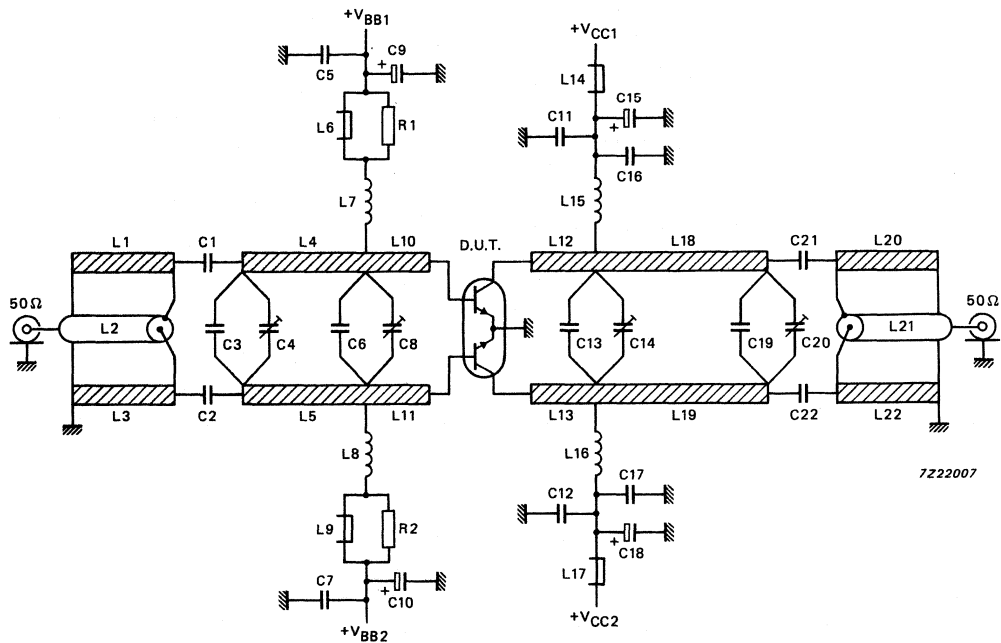 +VBB1
C5
C9
+
L6
R1
L7
+VCC1
L14
C15
+
C11
C16
L15
L1
C1
L4
L10
D.U.T.
L12
L18
C21
L20
50Ω
L2
C3
C4
C6
C8
C13
C14
C19
C20
L21
50Ω
L3
C2
L5
L11
L13
L19
C22
L22
L8
L16
7Z22007
L9
R2
C12
C17
+
C18
L17
C7
+
C10
+VBB2
+VCC2